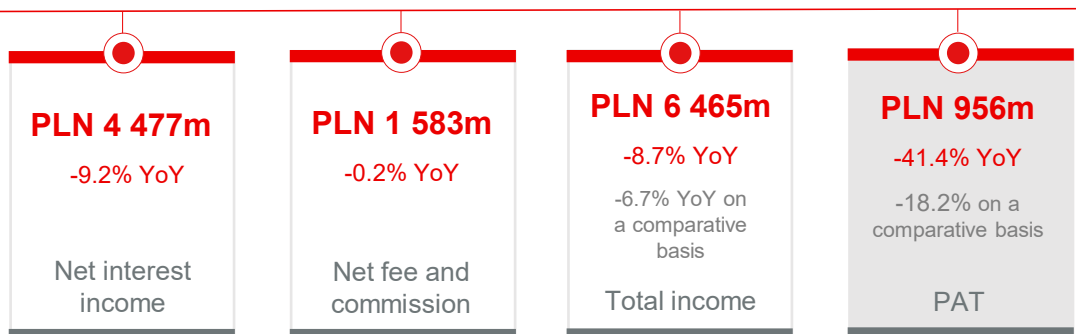 PLN 4 477m
-9.2% YoY
Net interest
income
PLN 1 583m
-0.2% YoY
Net fee and
commission
PLN 6 465m
-8.7% YoY
-6.7% YoY on
a comparative
basis
Total income
PLN 956m
-41.4% YoY
-18.2% on a
comparative basis
PAT